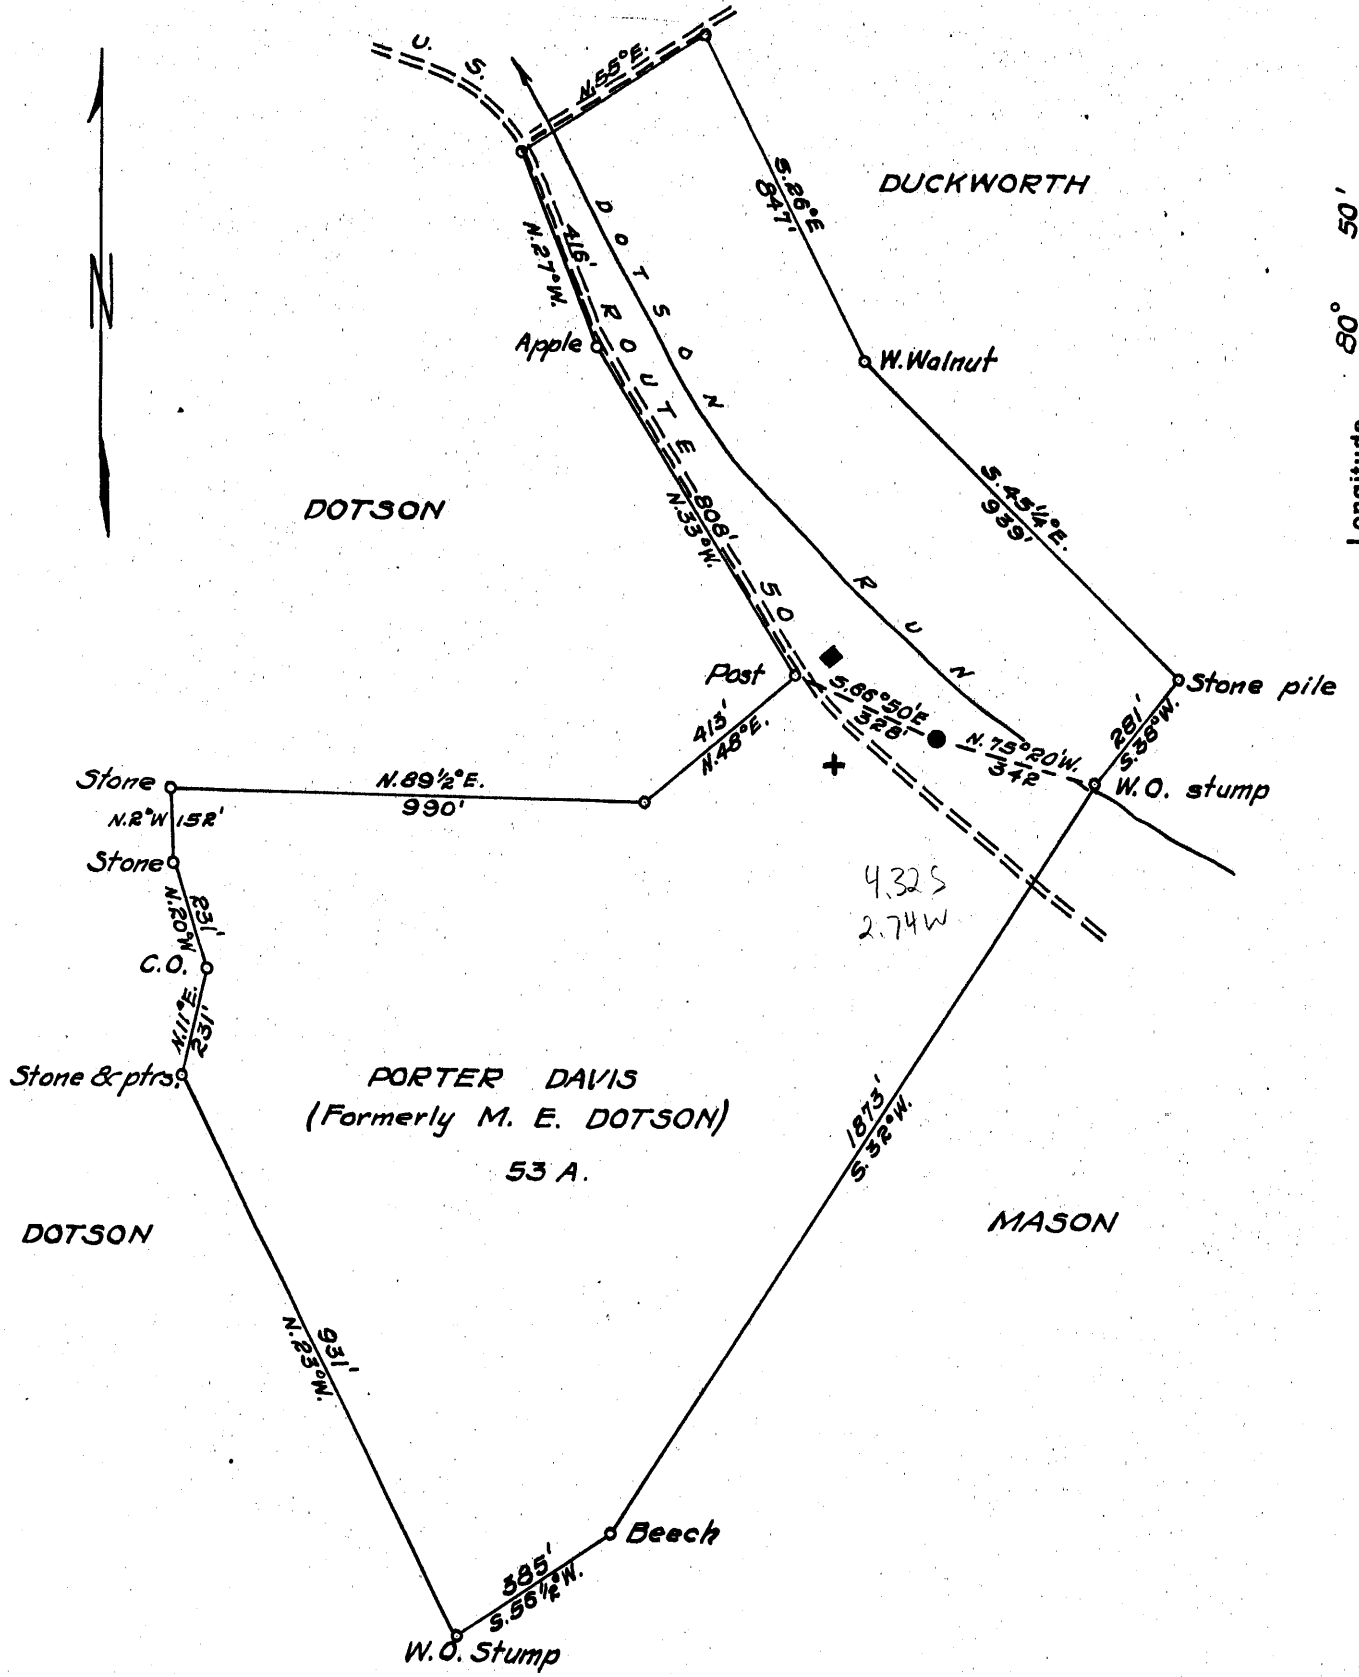 U. S.
N.55°E.
DUCKWORTH
S.26°E
847'
50'
80°
Longitude
N
416'
N.27°W.
DOTSON
ROUTE
Apple
W. Walnut
S.45¼°E.
939'
DOTSON
808'
N.33°W.
50
RUN
Post
S.66°50'E
328'
N.75°20'W.
342
Stone pile
281'
S.38°W.
W.O. stump
413'
N.48°E.
Stone
N.89½°E.
990'
N.2°W 152'
Stone
231'
N.20°W
C.O.
N.11°E.
231'
Stone & ptrs.
4.32 S
2.74 W
PORTER DAVIS
(Formerly M. E. DOTSON)
53 A.
1873'
S.32°W.
DOTSON
MASON
931'
N.23°W.
Beech
385'
S.56½°W.
W.O. Stump